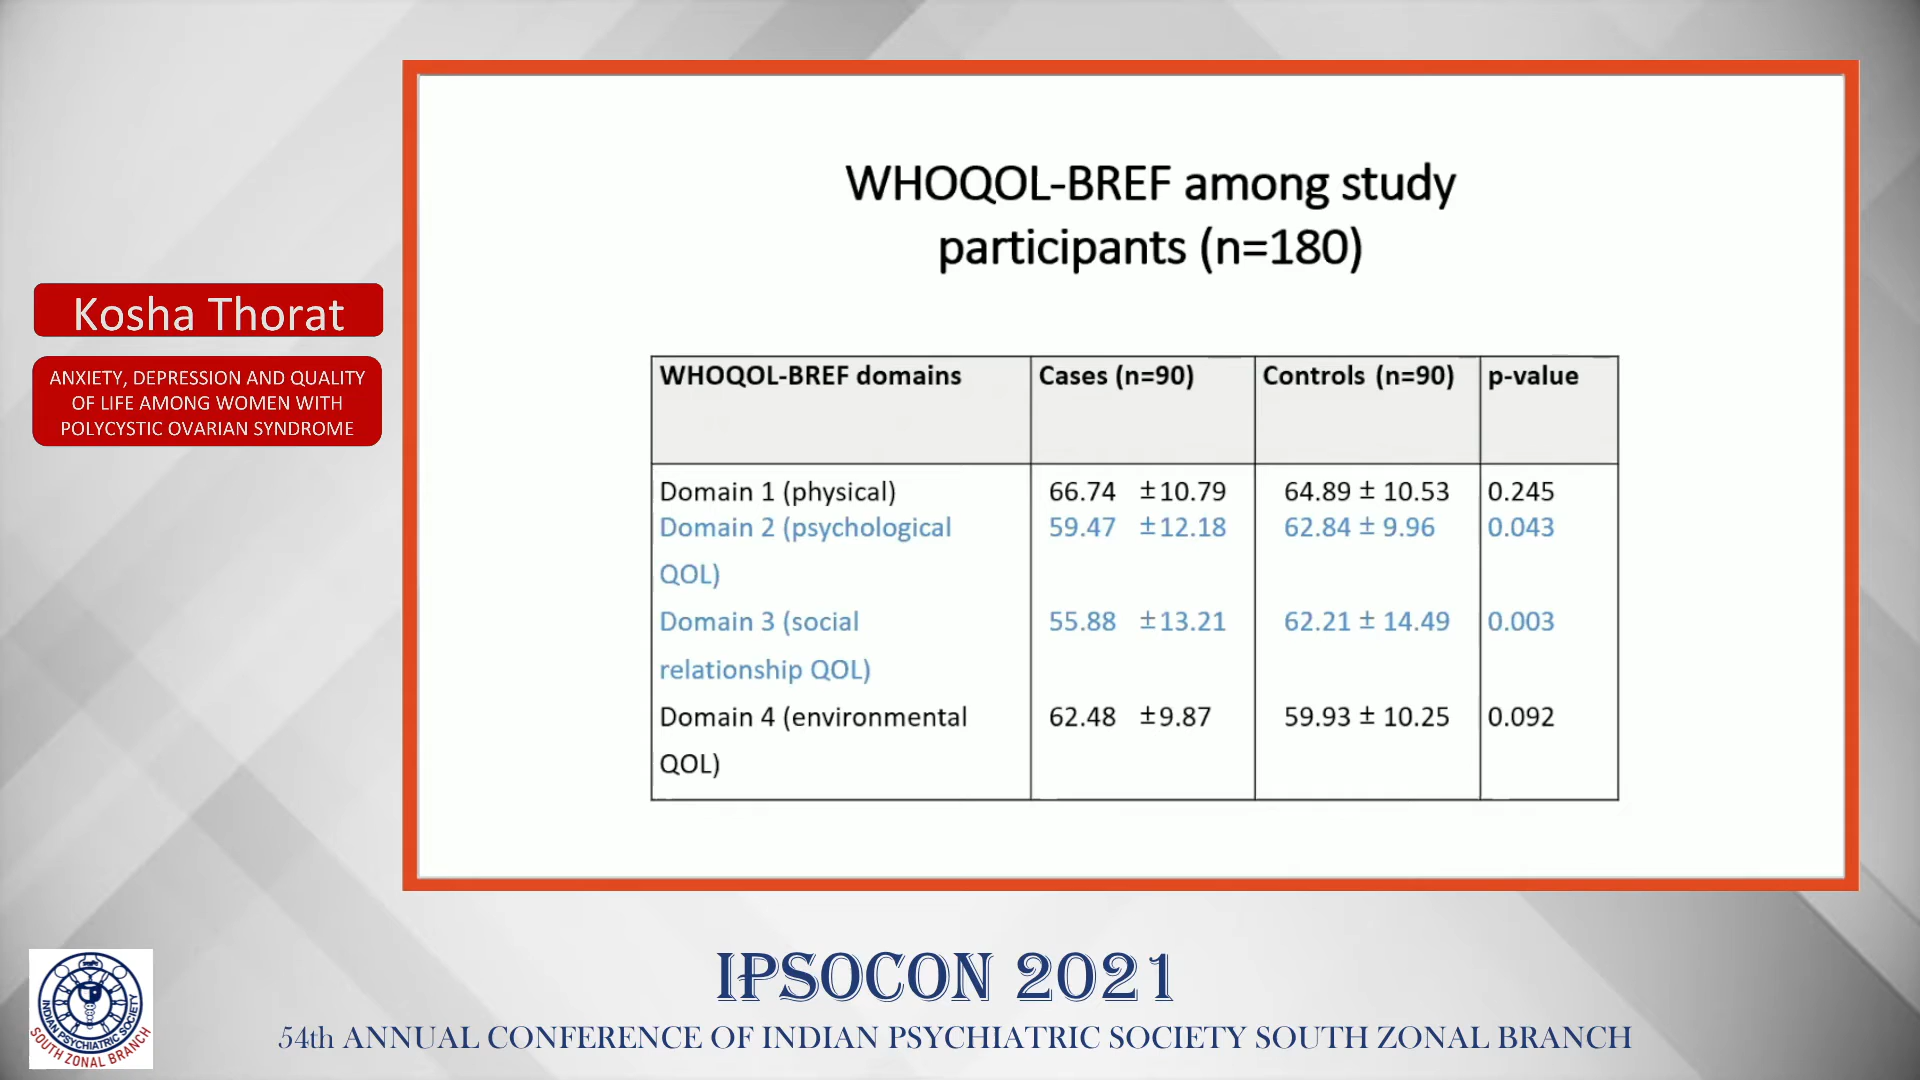 WHOQOL-BREF among study
participants (n=180)
Kosha Thorat
ANXIETY, DEPRESSION AND QUALITY
OF LIFE AMONG WOMEN WITH
POLYCYSTIC OVARIAN SYNDROME
WHOQOL-BREF domains Cases (n=90) Controls (n=90) p-value
Domain 1 (physical) 66.74 ±10.79 64.89 ± 10.53 0.245
Domain 2 (psychological 59.47 ±12.18 62.84 ± 9.96 0.043
QOL)
Domain 3 (social 55.88 ±13.21 62.21 ± 14.49 0.003
relationship QOL)
Domain 4 (environmental 62.48 ±9.87 59.93 ± 10.25 0.092
QOL)
IPSOCON 2021
54th ANNUAL CONFERENCE OF INDIAN PSYCHIATRIC SOCIETY SOUTH ZONAL BRANCH
INDIAN PSYCHIATRIC SOCIETY
SOUTH ZONAL BRANCH